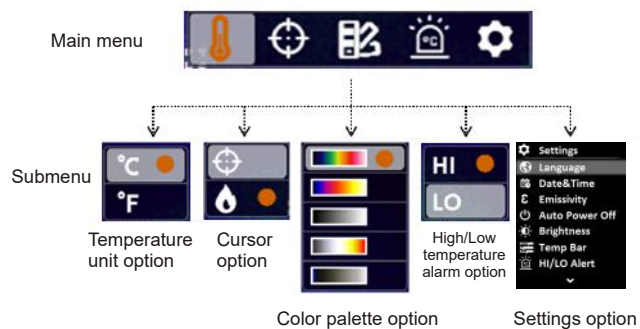 Main menu
°C
Submenu
°C
°F
HI
LO
Settings
Language
Date&Time
ε Emissivity
Auto Power Off
Brightness
Temp Bar
HI/LO Alert
Temperature
unit option
Cursor
option
High/Low
temperature
alarm option
Color palette option
Settings option